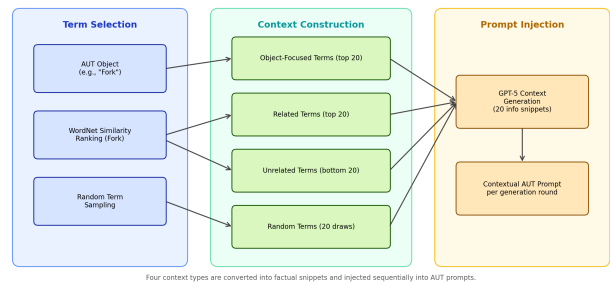 Term Selection
AUT Object
(e.g., "Fork")
WordNet Similarity
Ranking (Fork)
Random Term
Sampling
Context Construction
Object-Focused Terms (top 20)
Related Terms (top 20)
Unrelated Terms (bottom 20)
Random Terms (20 draws)
Prompt Injection
GPT-5 Context
Generation
(20 info snippets)
Contextual AUT Prompt
per generation round
Four context types are converted into factual snippets and injected sequentially into AUT prompts.